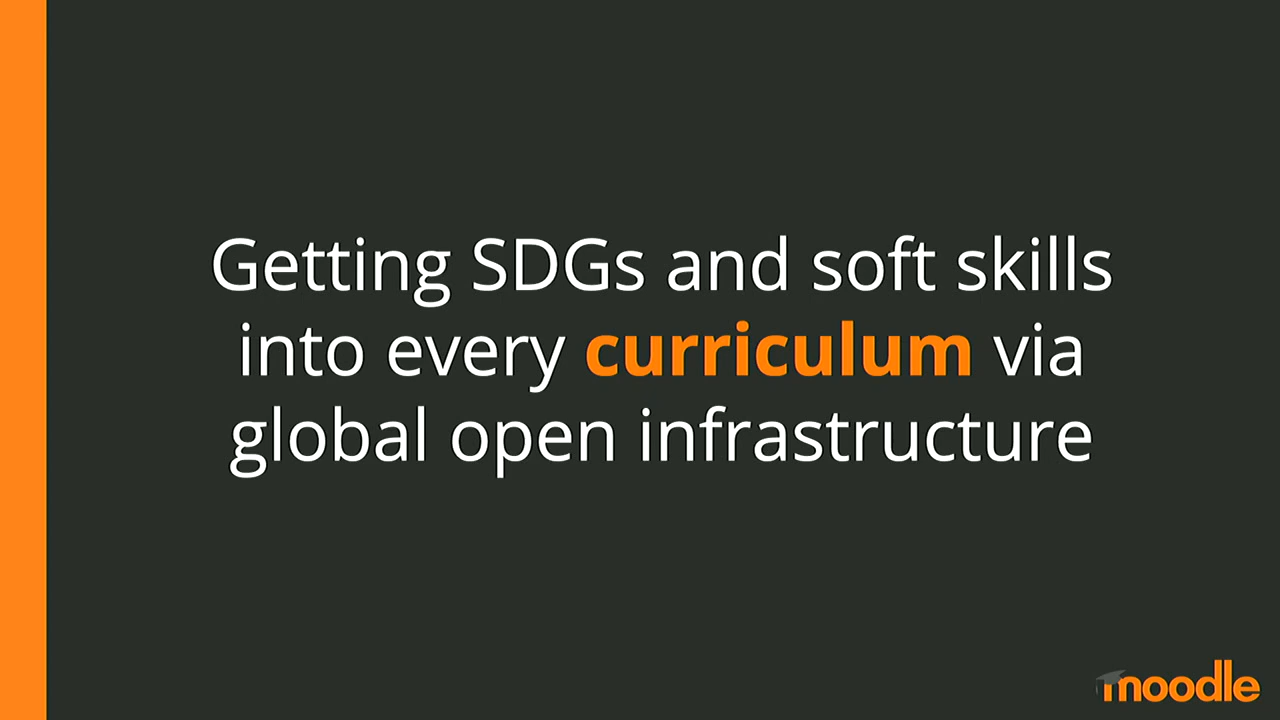 Getting SDGs and soft skills
into every curriculum via
global open infrastructure
moodle